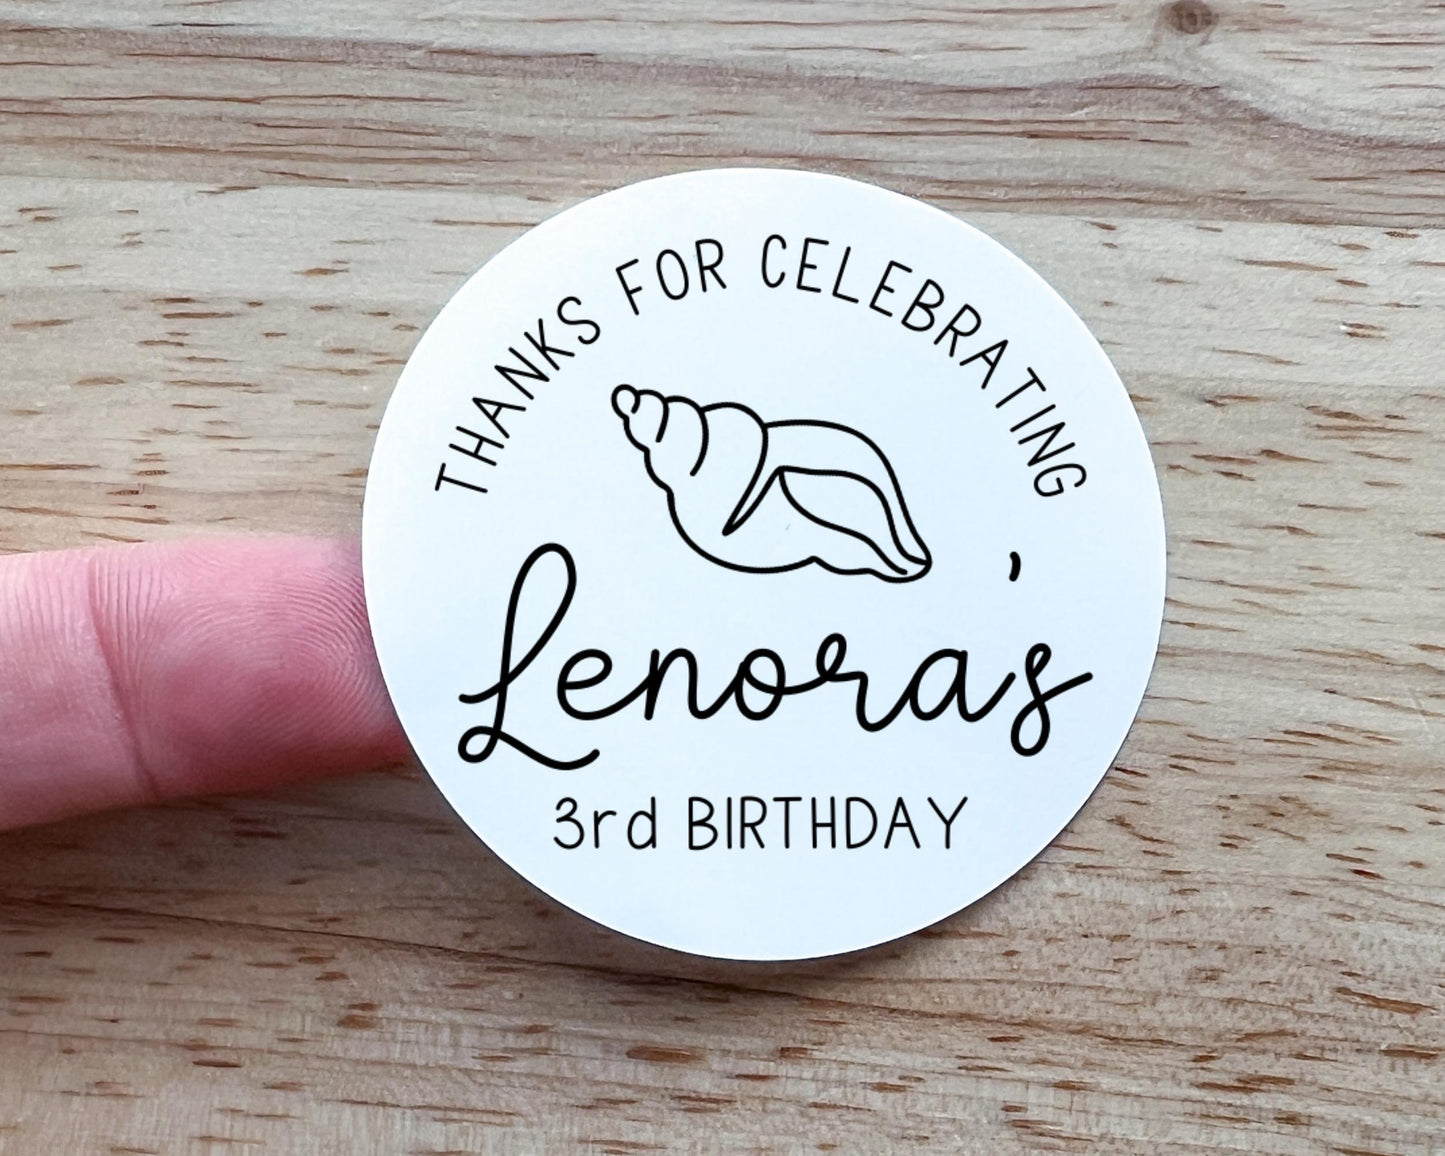 THANKS FOR CELEBRATING
Lenora's
3rd BIRTHDAY